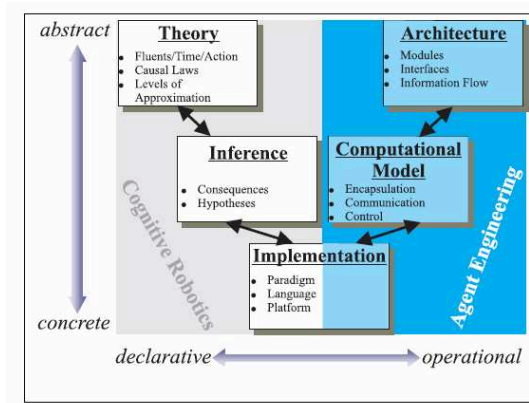 abstract
Theory
• Fluents/Time/Action
• Causal Laws
• Levels of
Approximation
Architecture
• Modules
• Interfaces
• Information Flow
Inference
• Consequences
• Hypotheses
Computational
Model
• Encapsulation
• Communication
• Control
Implementation
• Paradigm
• Language
• Platform
Cognitive Robotics
Agent Engineering
concrete
declarative
operational